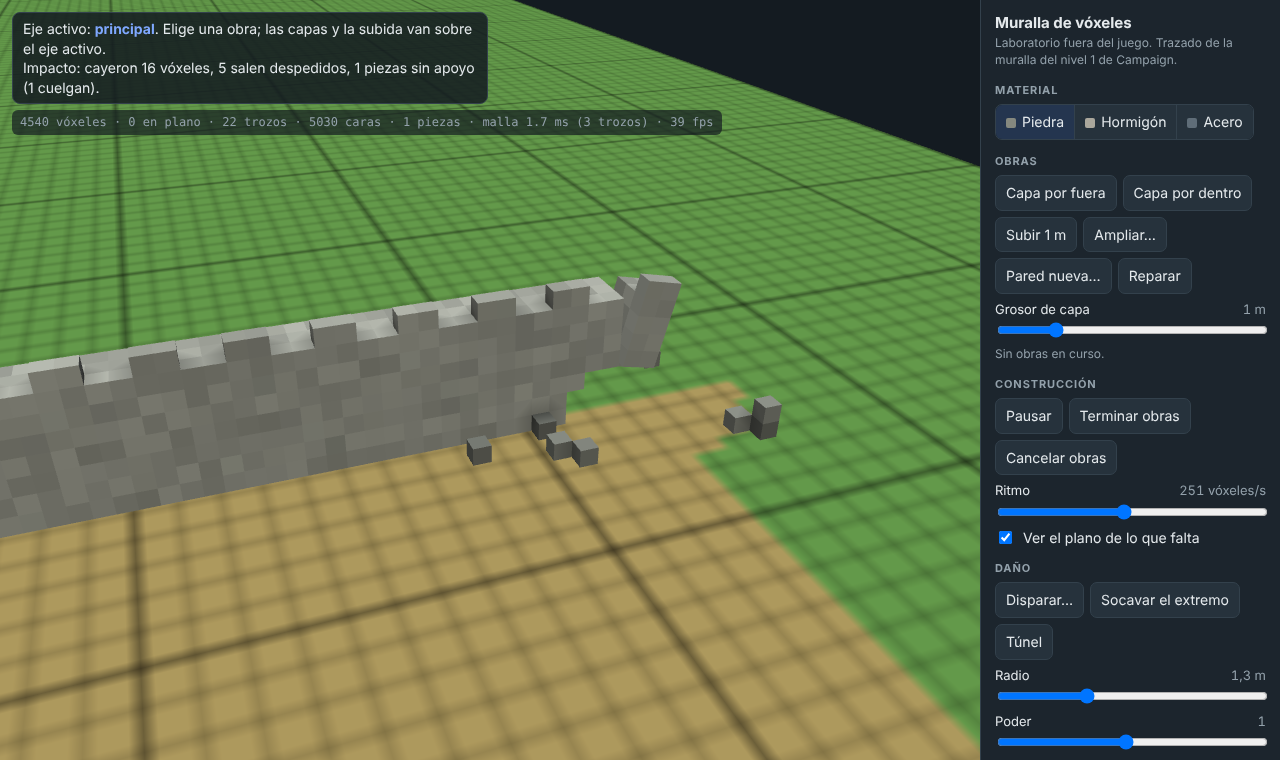 Eje activo: principal. Elige una obra; las capas y la subida van sobre
el eje activo.
Impacto: cayeron 16 vóxeles, 5 salen despedidos, 1 piezas sin apoyo
(1 cuelgan).
4540 vóxeles · 0 en plano · 22 trozos · 5030 caras · 1 piezas · malla 1.7 ms (3 trozos) · 39 fps
Muralla de vóxeles
Laboratorio fuera del juego. Trazado de la
muralla del nivel 1 de Campaign.
MATERIAL
Piedra Hormigón Acero
OBRAS
Capa por fuera Capa por dentro
Subir 1 m Ampliar...
Pared nueva... Reparar
Grosor de capa 1 m
Sin obras en curso.
CONSTRUCCIÓN
Pausar Terminar obras
Cancelar obras
Ritmo 251 vóxeles/s
Ver el plano de lo que falta
DAÑO
Disparar... Socavar el extremo
Túnel
Radio 1,3 m
Poder 1